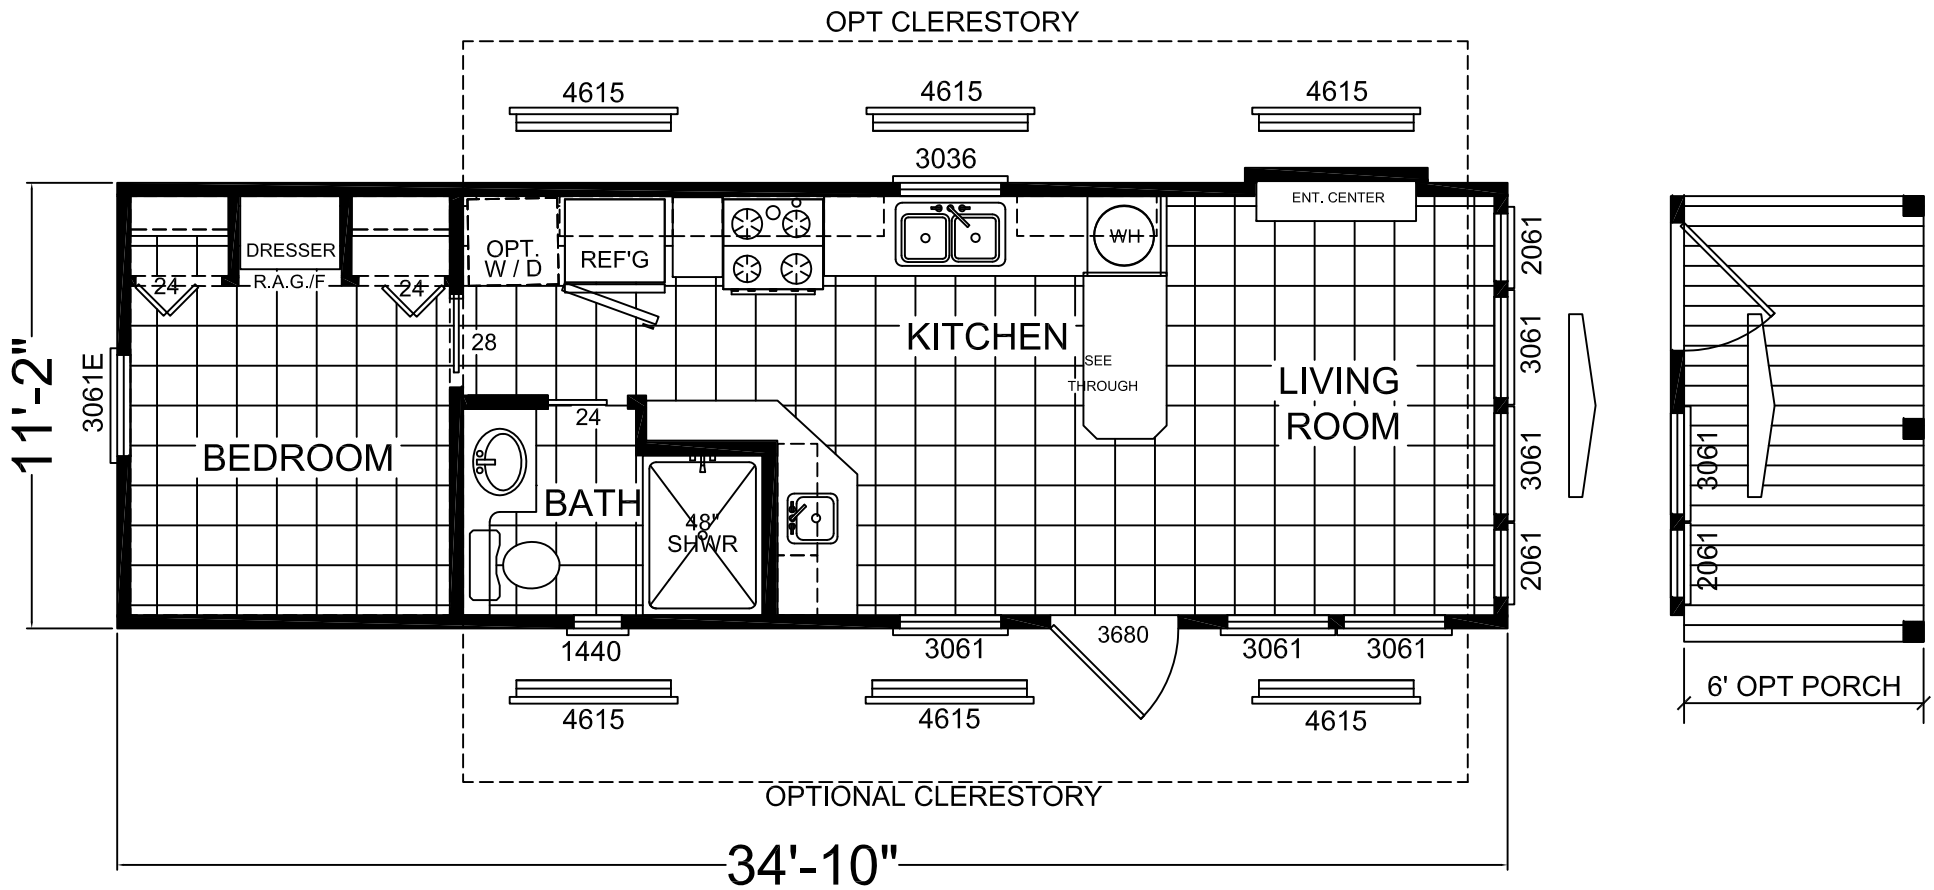 OPT CLERESTORY
4615
4615
4615
3036
ENT. CENTER
DRESSER
R.A.G./F
24
24
OPT.
W / D
REF'G
WH
28
KITCHEN
SEE
THROUGH
LIVING
ROOM
2061
3061
3061
2061
11'-2"
3061E
BEDROOM
24
BATH
48"
SHWR
1440
3061
3680
3061
3061
4615
4615
4615
OPTIONAL CLERESTORY
34'-10"
3061
2061
6' OPT PORCH